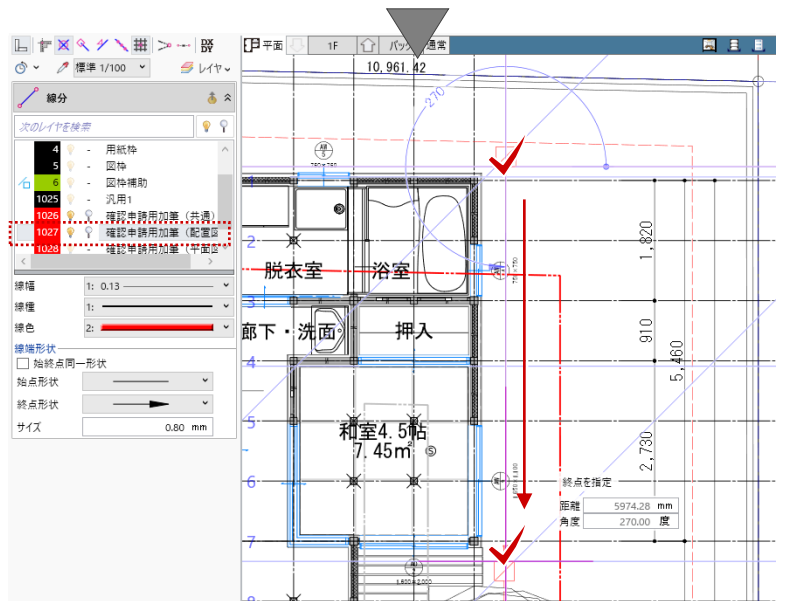 DX
DY
標準 1/100
レイヤ
線分
次のレイヤを検索
4 - 用紙枠
5 - 図枠
6 - 図枠補助
1025 - 汎用1
1026 - 確認申請用加筆（共通）
1027 - 確認申請用加筆（配置図
1028 - 確認申請用加筆（平面図
線幅 1: 0.13
線種 1:
線色 2:
線端形状
始終点同一形状
始点形状
終点形状
サイズ 0.80 mm
平面 1F バック 通常
10,961.42
270
AW
5
1
2
3
4
5
6
7
8
脱衣室 浴室
廊下・洗面 押入
和室4.5帖
7.45㎡ S
1,820
910
5,460
2,730
終点を指定
距離 5974.28 mm
角度 270.00 度